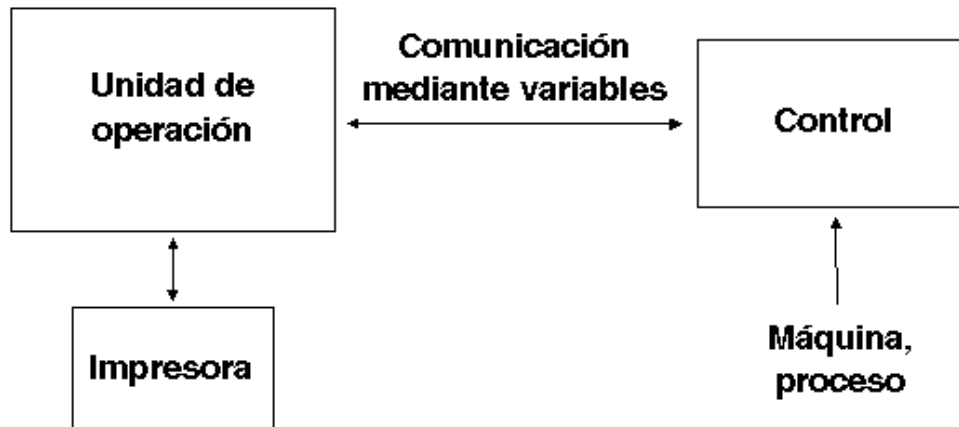 Comunicación
mediante variables
Unidad de
operación
Control
Impresora
Máquina,
proceso